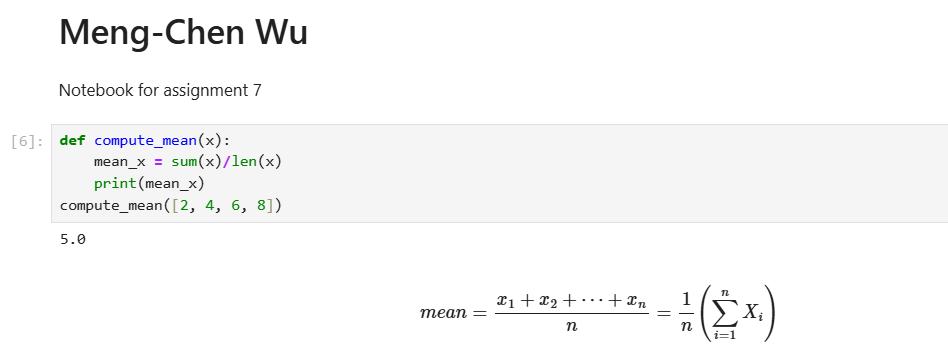 Meng-Chen Wu
Notebook for assignment 7
[6]: def compute_mean(x):
    mean_x = sum(x)/len(x)
    print(mean_x)
compute_mean([2, 4, 6, 8])
5.0
mean = \frac{x_1 + x_2 + \cdots + x_n}{n} = \frac{1}{n} \left( \sum_{i=1}^{n} X_i \right)